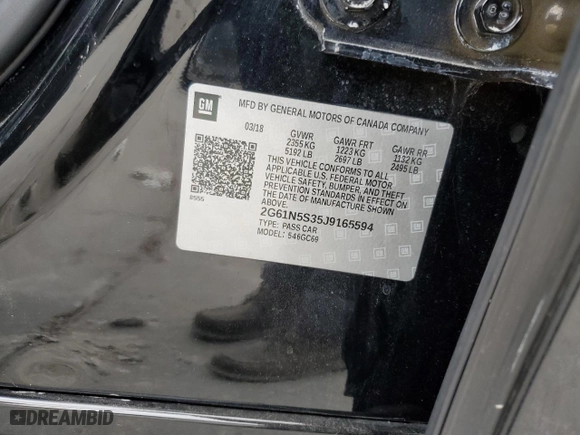 GM
MFD BY GENERAL MOTORS OF CANADA COMPANY
03/18 GVWR GAWR FRT GAWR RR
2355 KG 1223 KG 1132 KG
5192 LB 2697 LB 2495 LB
THIS VEHICLE CONFORMS TO ALL
APPLICABLE U.S. FEDERAL MOTOR
VEHICLE SAFETY, BUMPER, AND THEFT
PREVENTION STANDARDS IN EFFECT ON
THE DATE OF MANUFACTURE SHOWN
ABOVE.
2G61N5S35J9165594
TYPE: PASS CAR
MODEL: 546GC69
DREAMBID